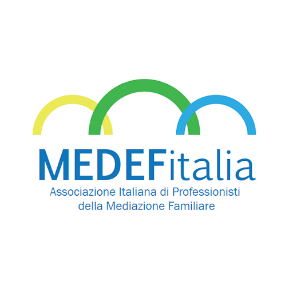 MEDEFitalia
Associazione Italiana di Professionisti
della Mediazione Familiare